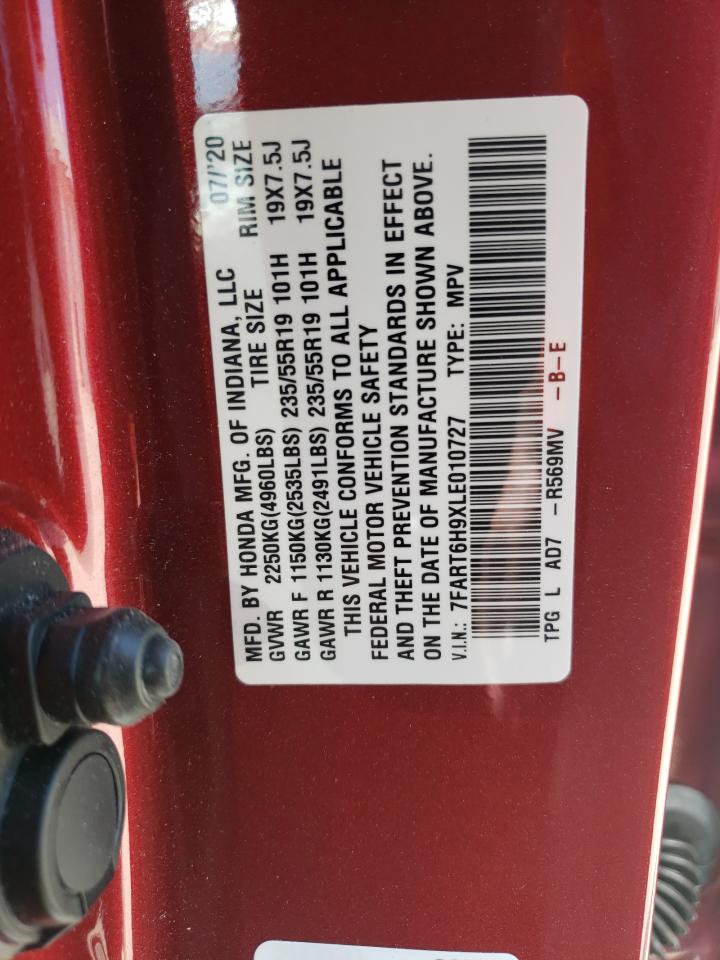 MFD. BY HONDA MFG. OF INDIANA, LLC 07/'20
GVWR 2250KG(4960LBS) TIRE SIZE RIM SIZE
GAWR F 1150KG(2535LBS) 235/55R19 101H 19X7.5J
GAWR R 1130KG(2491LBS) 235/55R19 101H 19X7.5J
THIS VEHICLE CONFORMS TO ALL APPLICABLE
FEDERAL MOTOR VEHICLE SAFETY
AND THEFT PREVENTION STANDARDS IN EFFECT
ON THE DATE OF MANUFACTURE SHOWN ABOVE.
V.I.N.: 7FART6H9XLE010727 TYPE: MPV
TPG L AD7 -R569MV -B-E